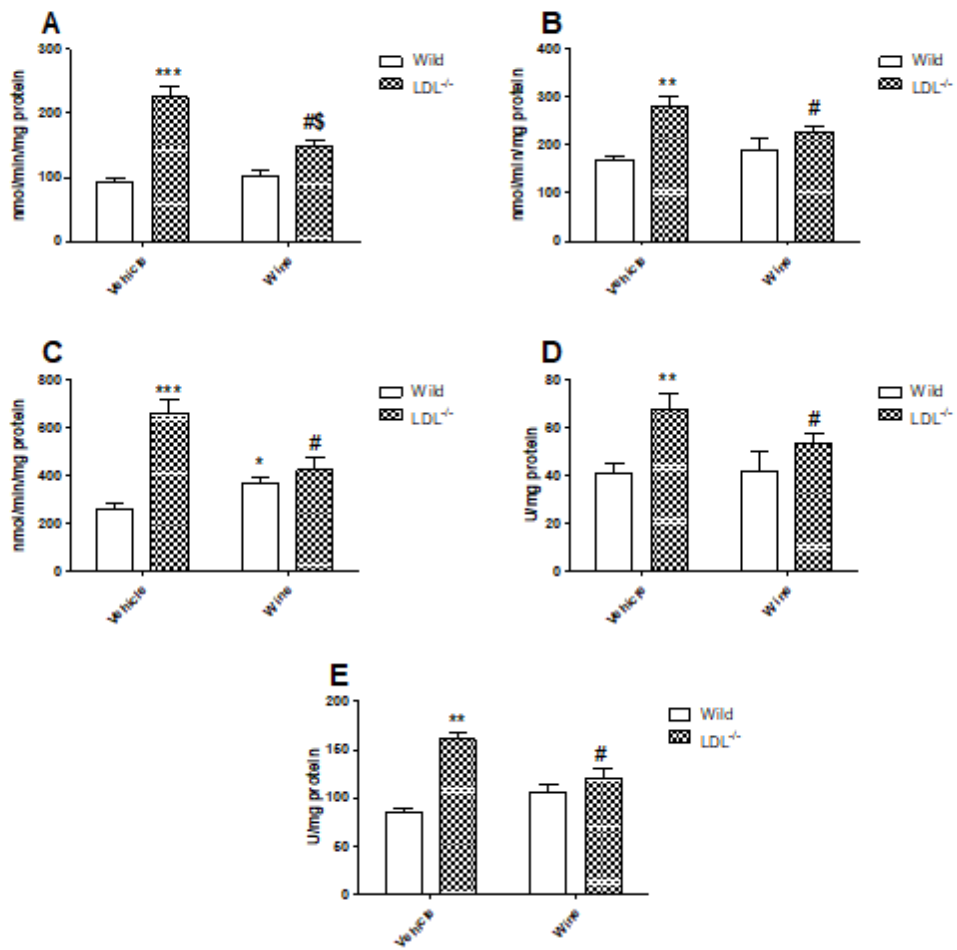 A
nmol/min/mg protein
300
200
100
0
***
#$
Vehicle
Wine
Wild
LDL-/-
B
nmol/min/mg protein
400
300
200
100
0
**
#
Vehicle
Wine
Wild
LDL-/-
C
nmol/min/mg protein
800
600
400
200
0
***
*
#
Vehicle
Wine
Wild
LDL-/-
D
U/mg protein
80
60
40
20
0
**
#
Vehicle
Wine
Wild
LDL-/-
E
U/mg protein
200
150
100
50
0
**
#
Vehicle
Wine
Wild
LDL-/-